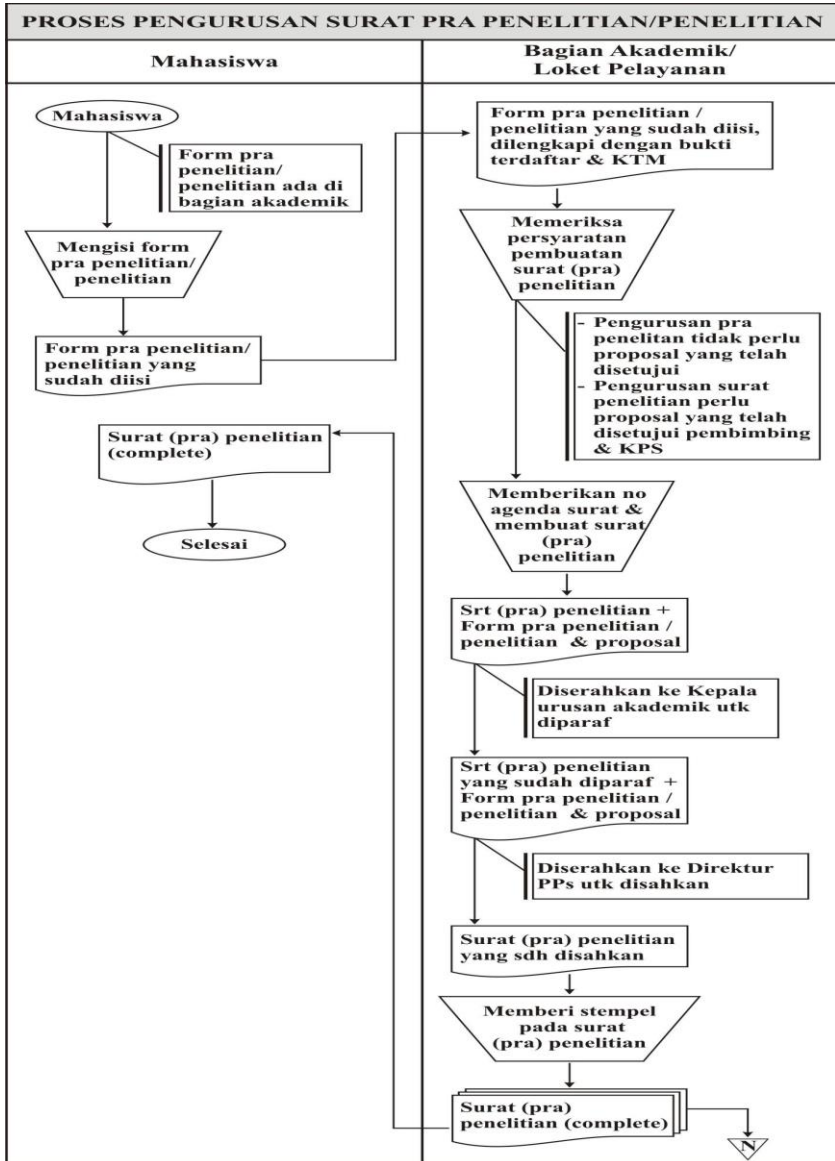 PROSES PENGURUSAN SURAT PRA PENELITIAN/PENELITIAN
Mahasiswa
Bagian Akademik/
Loket Pelayanan
Mahasiswa
Form pra
penelitian/
penelitian ada di
bagian akademik
Mengisi form
pra penelitian/
penelitian
Form pra penelitian/
penelitian yang
sudah diisi
Form pra penelitian /
penelitian yang sudah diisi,
dilengkapi dengan bukti
terdaftar & KTM
Memeriksa
persyaratan
pembuatan
surat (pra)
penelitian
- Pengurusan pra
penelitan tidak perlu
proposal yang telah
disetujui
- Pengurusan surat
penelitian perlu
proposal yang telah
disetujui pembimbing
& KPS
Memberikan no
agenda surat &
membuat surat
(pra)
penelitian
Srt (pra) penelitian +
Form pra penelitian /
penelitian & proposal
Diserahkan ke Kepala
urusan akademik utk
diparaf
Srt (pra) penelitian
yang sudah diparaf +
Form pra penelitian /
penelitian & proposal
Diserahkan ke Direktur
PPs utk disahkan
Surat (pra) penelitian
yang sdh disahkan
Memberi stempel
pada surat
(pra) penelitian
Surat (pra)
penelitian (complete)
N
Surat (pra) penelitian
(complete)
Selesai